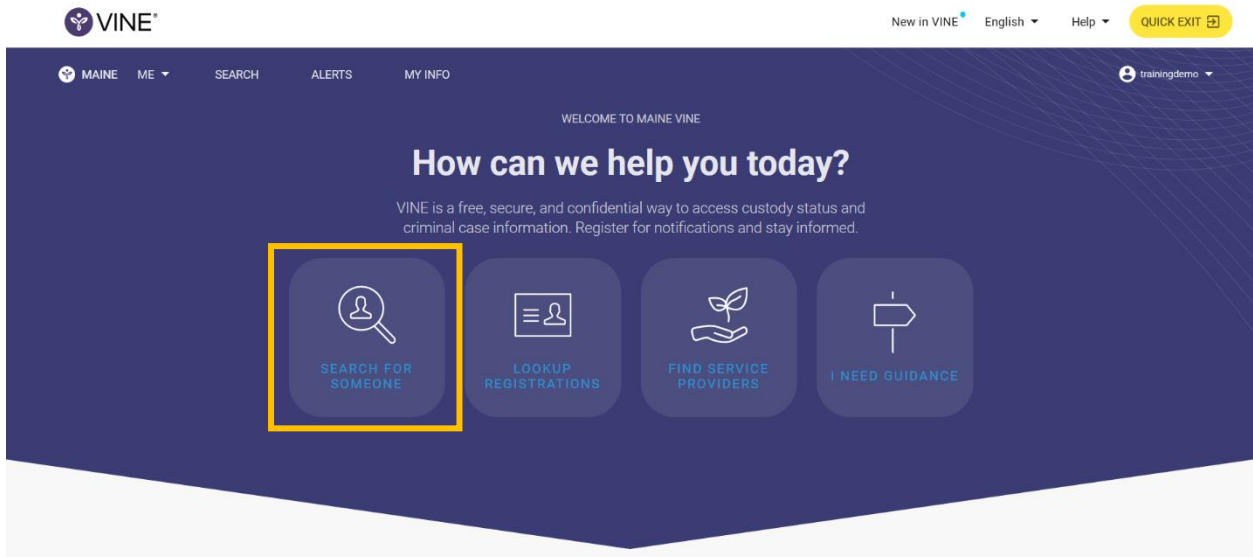 VINE®
New in VINE English Help QUICK EXIT
MAINE ME SEARCH ALERTS MY INFO trainingdemo
WELCOME TO MAINE VINE
How can we help you today?
VINE is a free, secure, and confidential way to access custody status and
criminal case information. Register for notifications and stay informed.
SEARCH FOR
SOMEONE
LOOKUP
REGISTRATIONS
FIND SERVICE
PROVIDERS
I NEED GUIDANCE